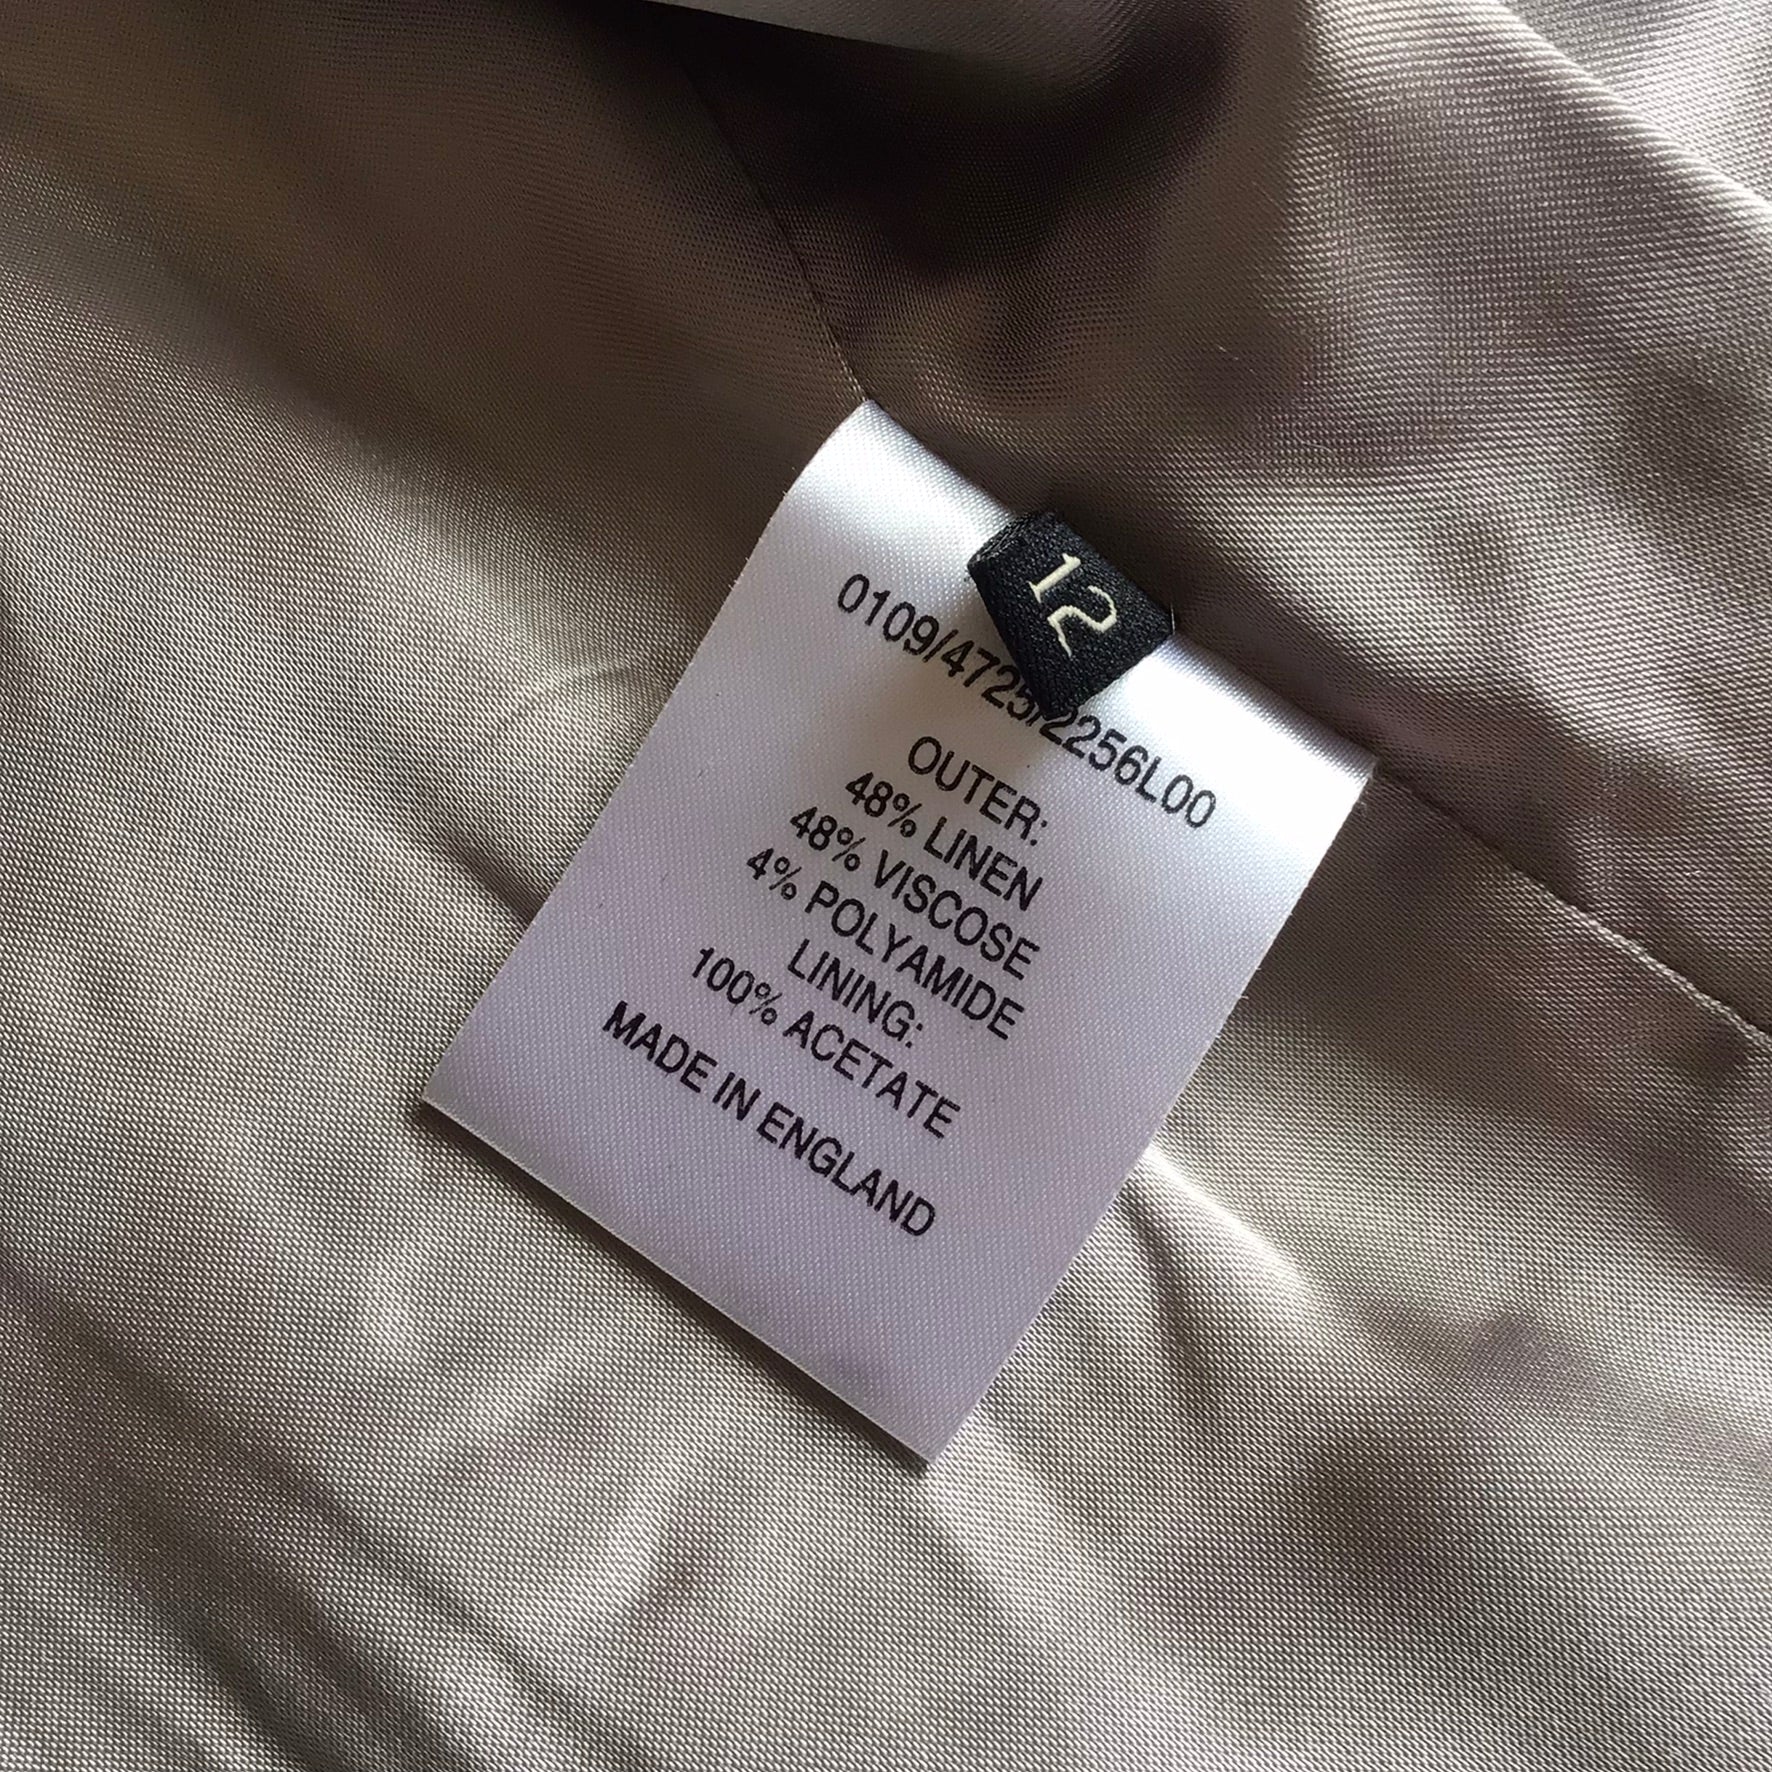 12
0109/4725/2256L00
OUTER:
48% LINEN
48% VISCOSE
4% POLYAMIDE
LINING:
100% ACETATE
MADE IN ENGLAND